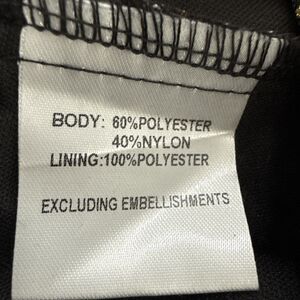 BODY: 60%POLYESTER
40%NYLON
LINING:100%POLYESTER
EXCLUDING EMBELLISHMENTS